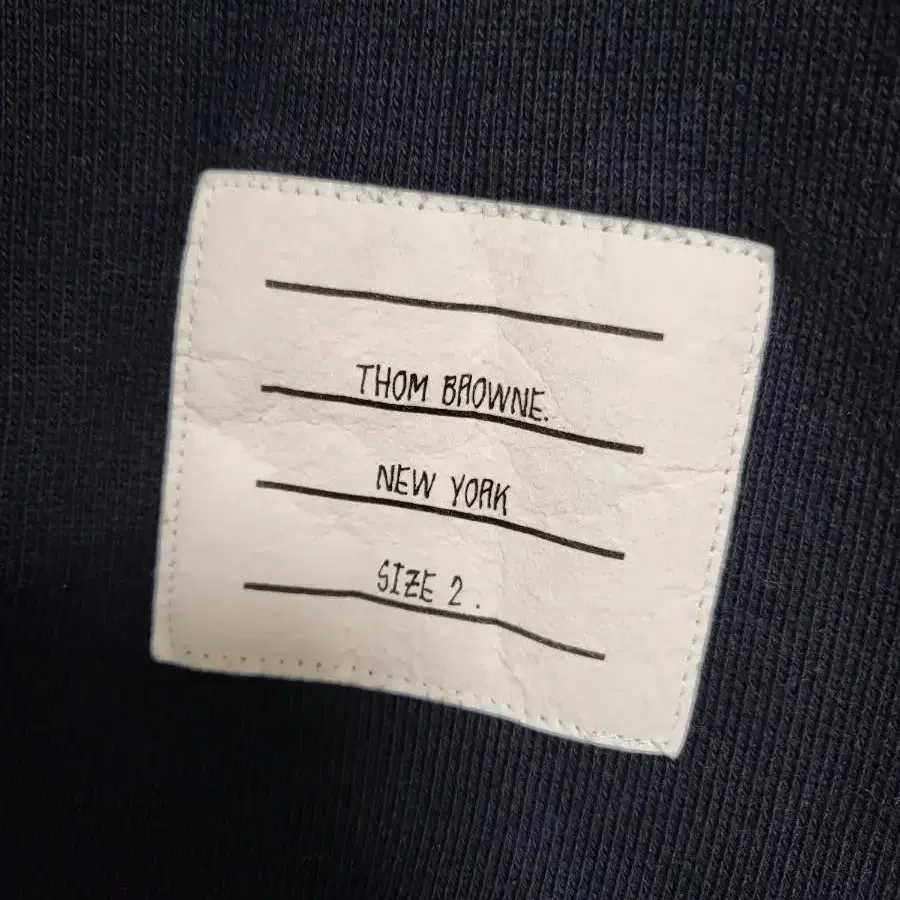 THOM BROWNE.
NEW YORK
SIZE 2 .